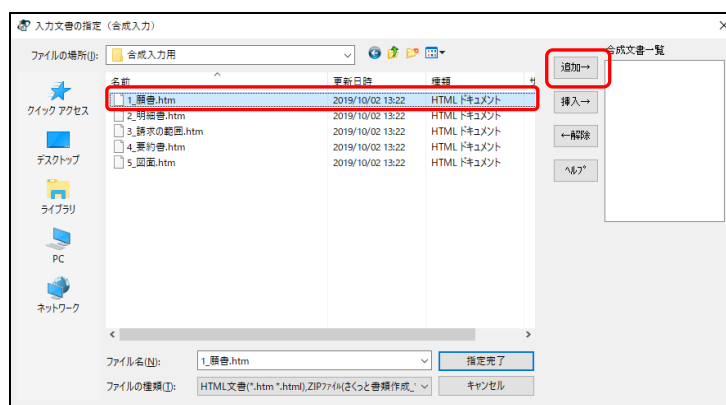 入力文書の指定（合成入力）
ファイルの場所(I):
合成入力用
合成文書一覧
追加→
挿入→
←解除
ヘルプ
クイック アクセス
デスクトップ
ライブラリ
PC
ネットワーク
名前 更新日時 種類 サ
1_願書.htm 2019/10/02 13:22 HTML ドキュメント
2_明細書.htm 2019/10/02 13:22 HTML ドキュメント
3_請求の範囲.htm 2019/10/02 13:22 HTML ドキュメント
4_要約書.htm 2019/10/02 13:22 HTML ドキュメント
5_図面.htm 2019/10/02 13:22 HTML ドキュメント
ファイル名(N): 1_願書.htm 指定完了
ファイルの種類(T): HTML文書(*.htm *.html),ZIPファイル(さくっと書類作成_ キャンセル